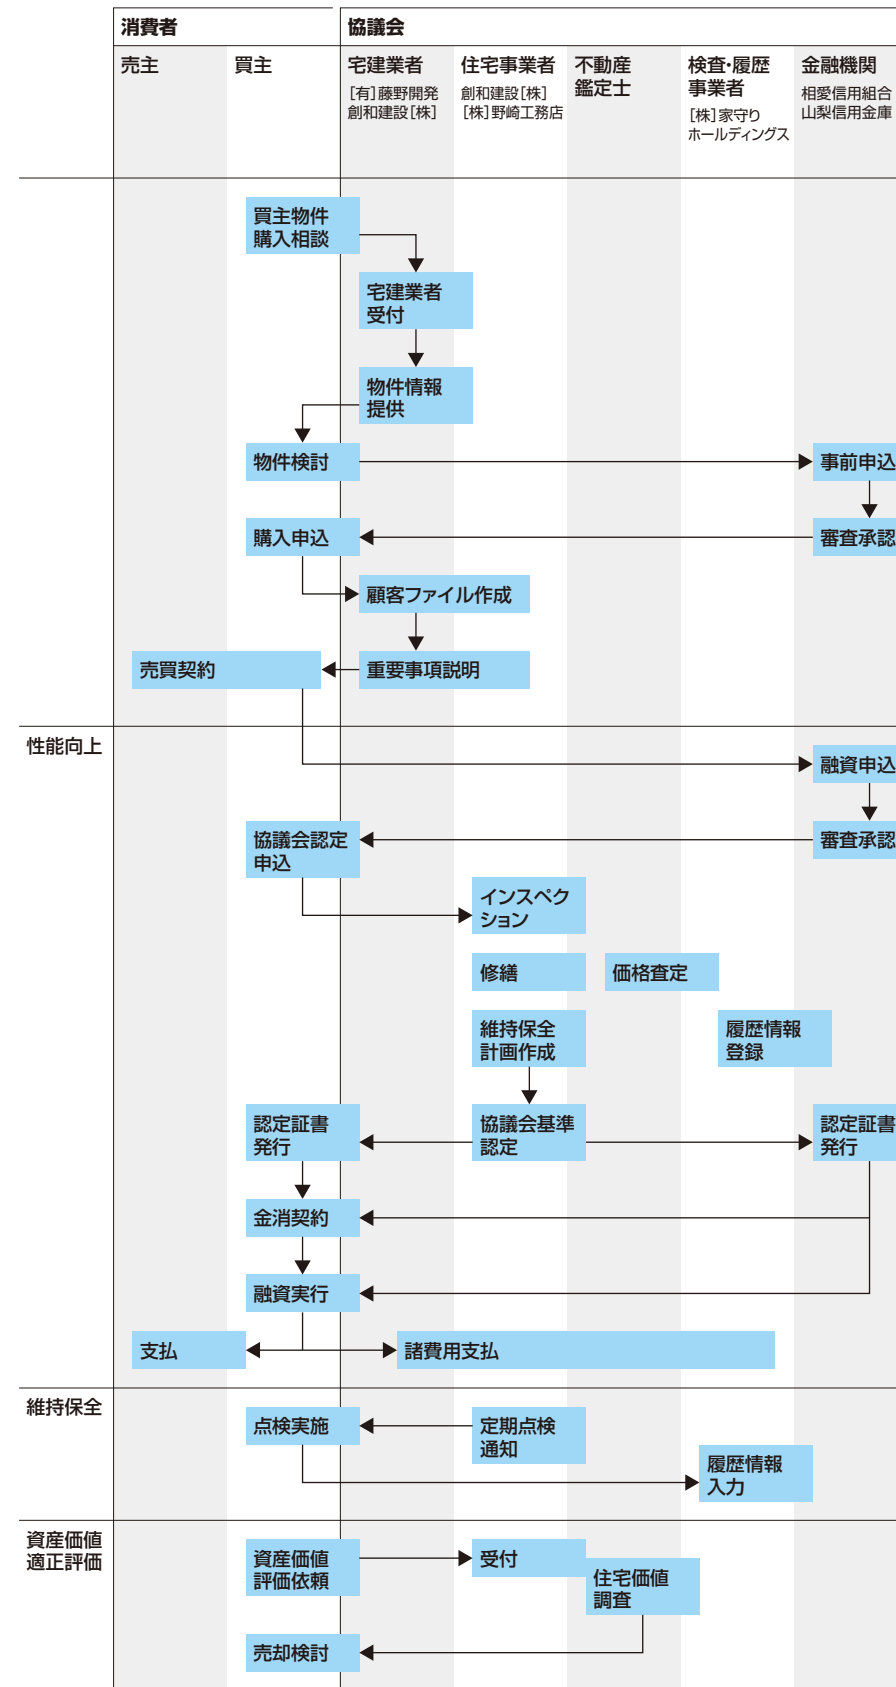 消費者
協議会
売主
買主
宅建業者
[有]藤野開発
創和建設[株]
住宅事業者
創和建設[株]
[株]野崎工務店
不動産
鑑定士
検査・履歴
事業者
[株]家守り
ホールディングス
金融機関
相愛信用組合
山梨信用金庫
買主物件
購入相談
宅建業者
受付
物件情報
提供
物件検討
事前申込
購入申込
審査承認
顧客ファイル作成
売買契約
重要事項説明
性能向上
融資申込
協議会認定
申込
審査承認
インスペク
ション
修繕
価格査定
維持保全
計画作成
履歴情報
登録
認定証書
発行
協議会基準
認定
認定証書
発行
金消契約
融資実行
支払
諸費用支払
維持保全
点検実施
定期点検
通知
履歴情報
入力
資産価値
適正評価
資産価値
評価依頼
受付
住宅価値
調査
売却検討